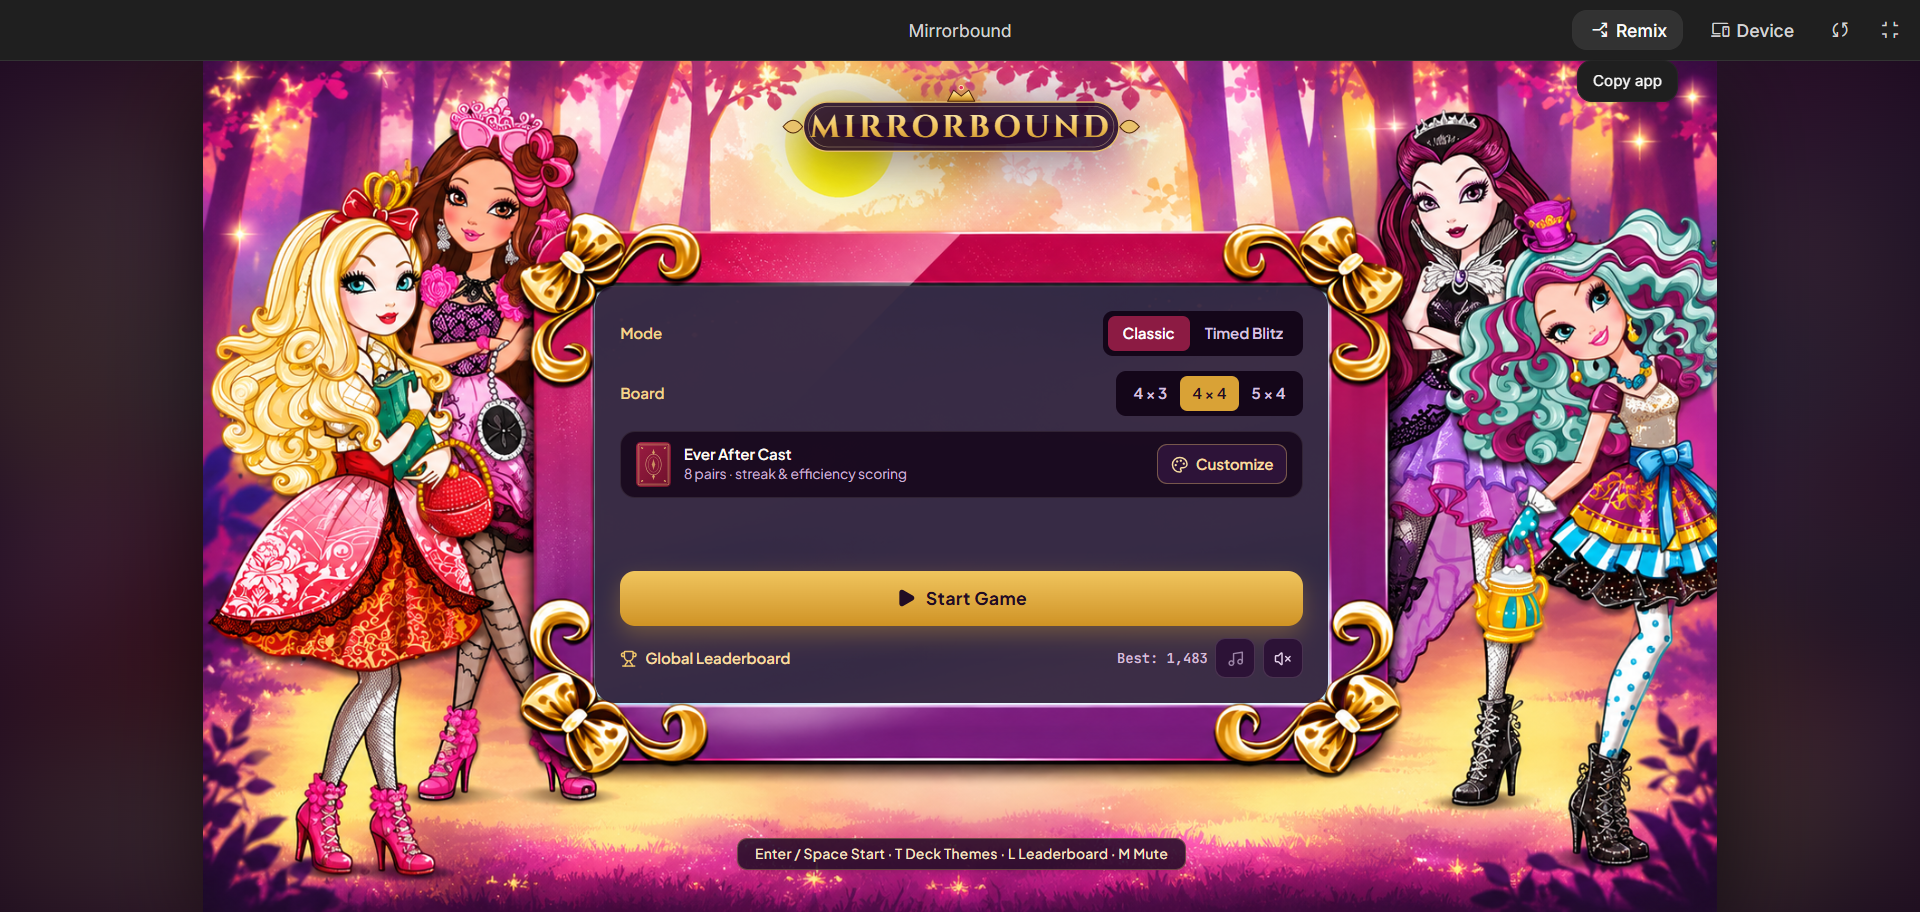 Mirrorbound
Remix
Device
Copy app
MIRRORBOUND
Mode
Classic
Timed Blitz
Board
4 × 3
4 × 4
5 × 4
Ever After Cast
8 pairs · streak & efficiency scoring
Customize
Start Game
Global Leaderboard
Best: 1,483
Enter / Space Start · T Deck Themes · L Leaderboard · M Mute